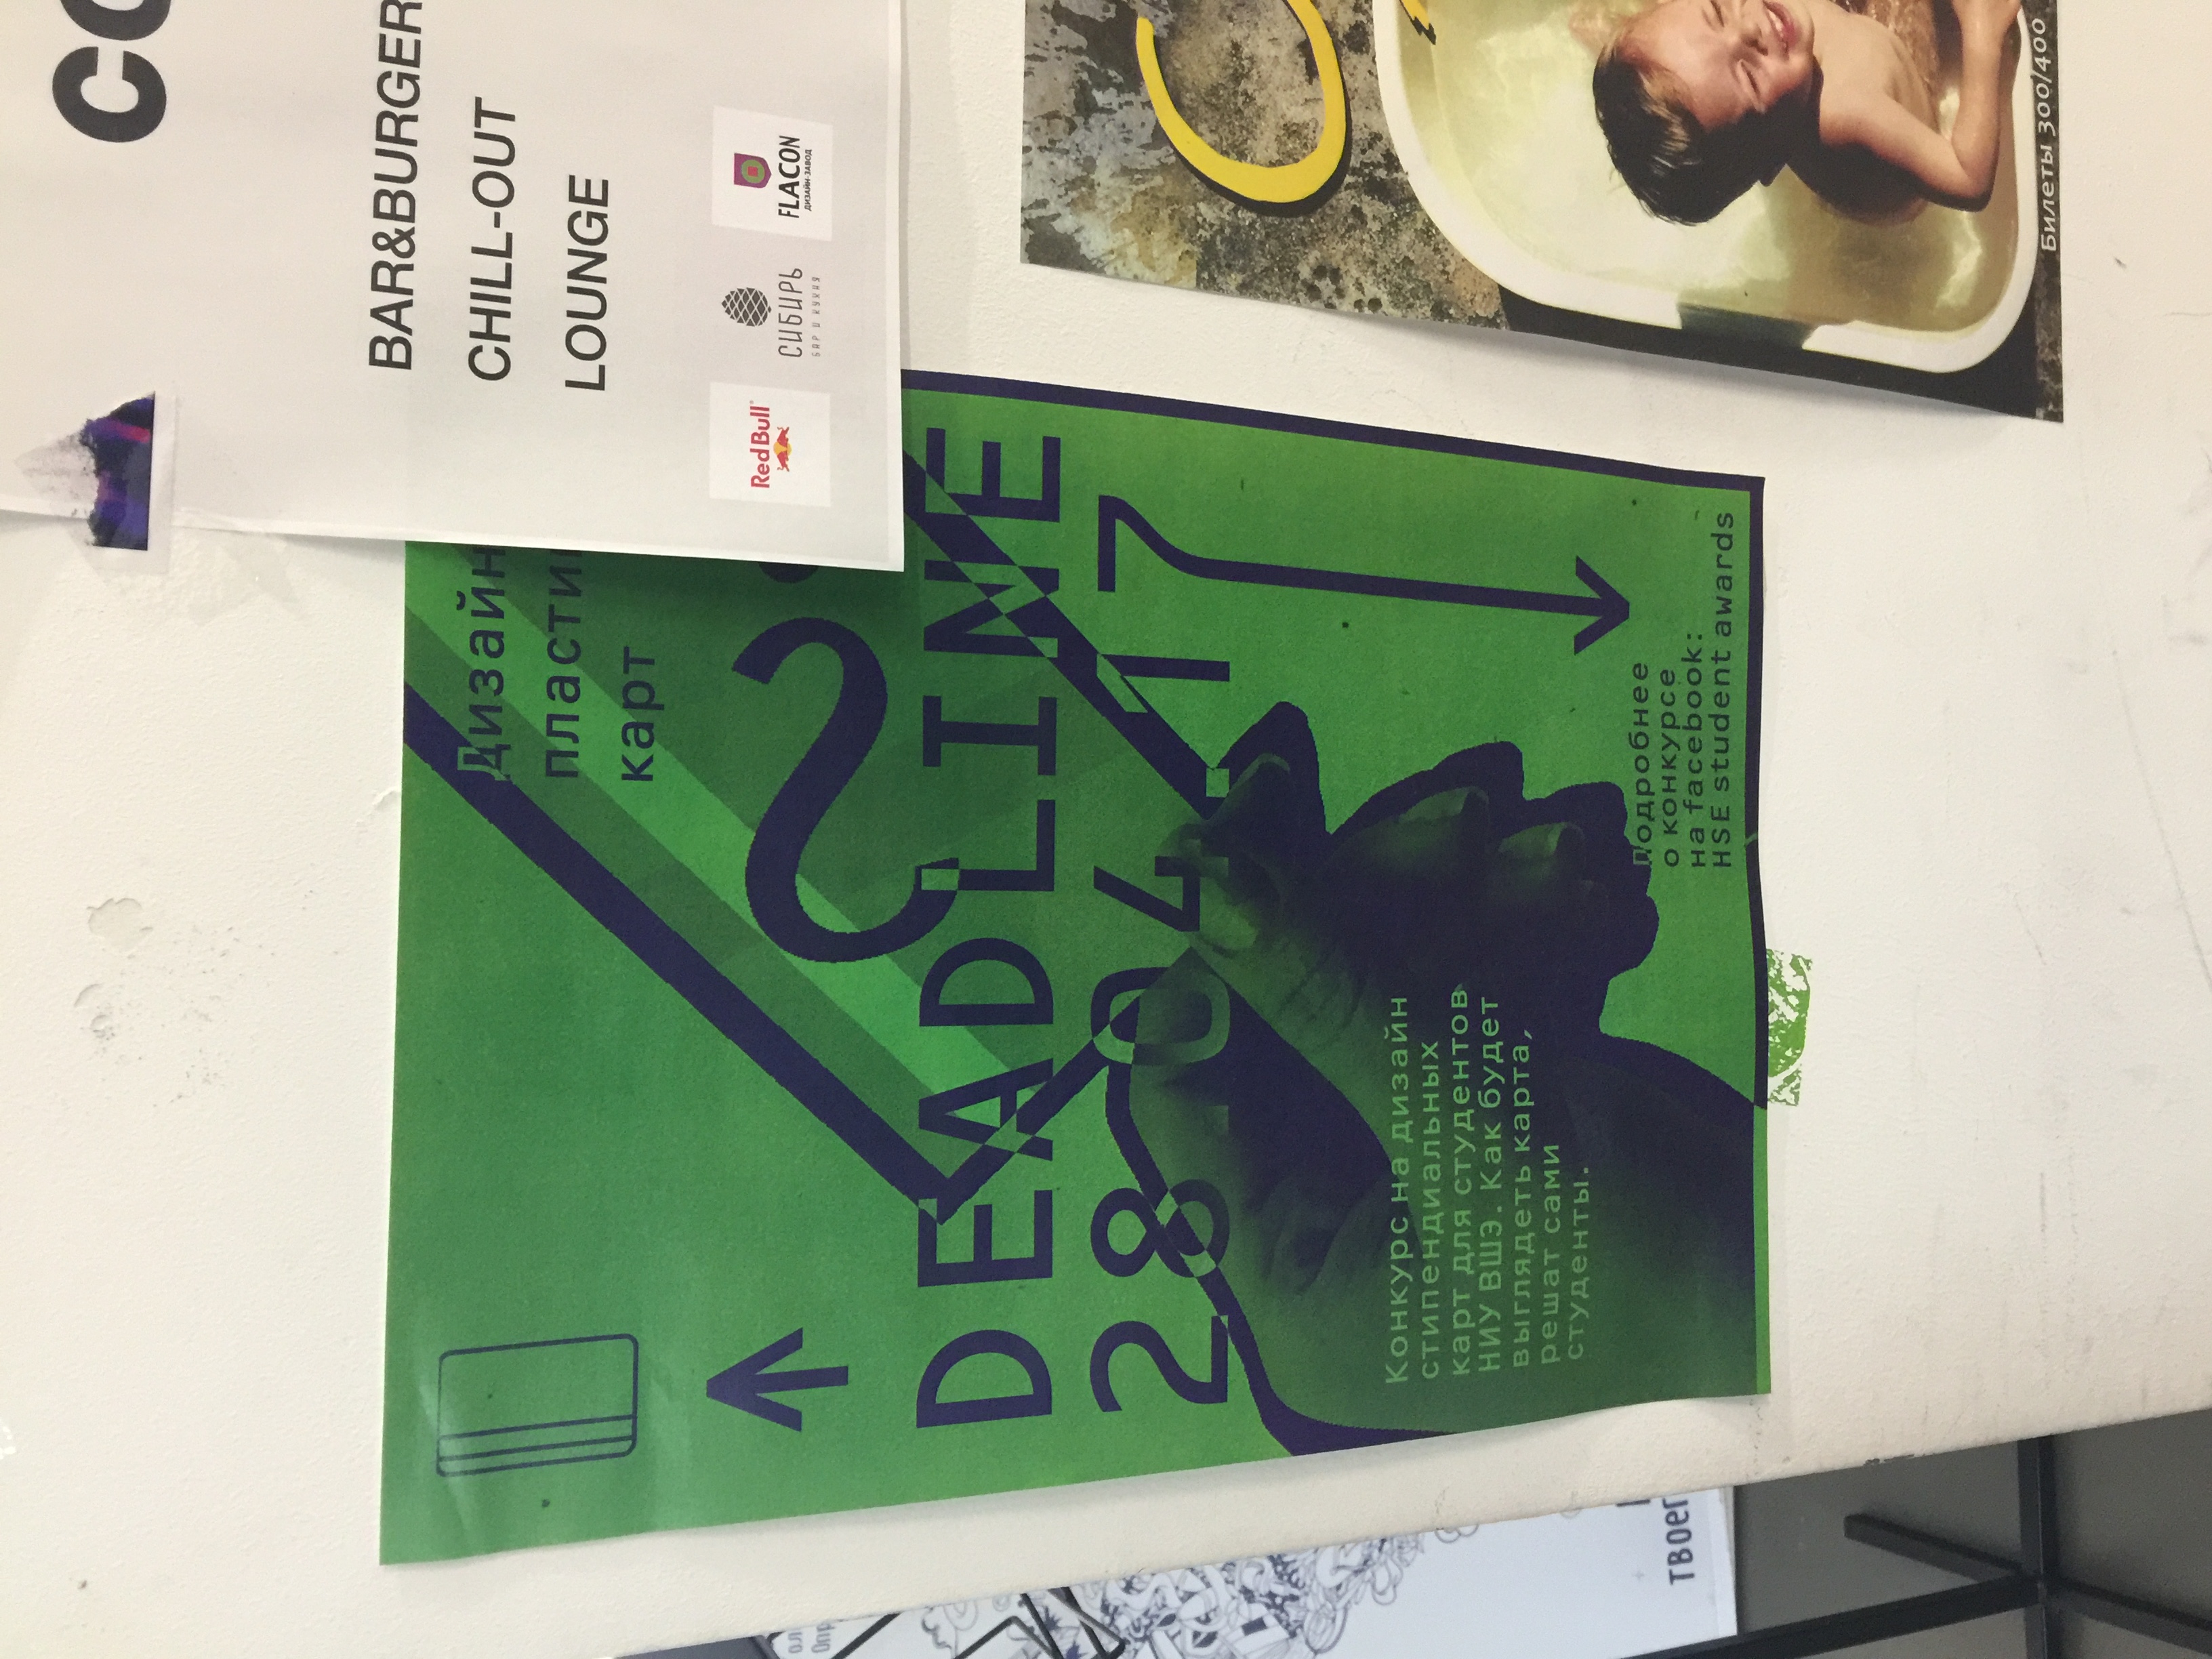 Дизайн
карт
DEADLINE
28.04.17
Конкурс на дизайн
стипендиальных
карт для студентов
НИУ ВШЭ. Как будет
выглядеть карта,
решат сами
студенты.
Подробнее
о конкурсе
на facebook:
HSE student awards
BAR&BURGER
CHILL-OUT
LOUNGE
Red Bull
СИБИРЬ
БАР И КУХНЯ
FLACON
ДИЗАЙН-ЗАВОД
Билеты 300/400